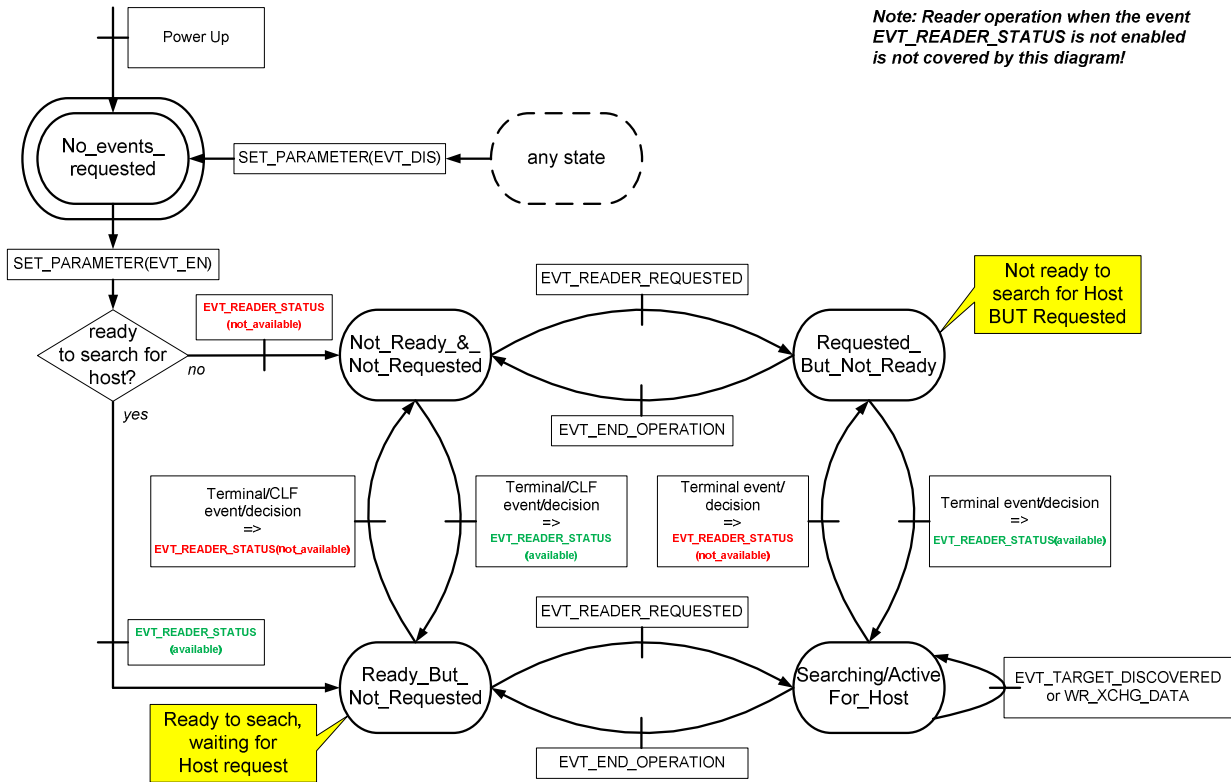 Power Up
Note: Reader operation when the event
EVT_READER_STATUS is not enabled
is not covered by this diagram!
No_events_
requested
SET_PARAMETER(EVT_DIS)
any state
SET_PARAMETER(EVT_EN)
ready
to search for
host?
no
yes
EVT_READER_STATUS
(not_available)
Not_Ready_&_
Not_Requested
EVT_READER_REQUESTED
EVT_END_OPERATION
Requested_
But_Not_Ready
Not ready to
search for Host
BUT Requested
Terminal/CLF
event/decision
=>
EVT_READER_STATUS(not_available)
Terminal/CLF
event/decision
=>
EVT_READER_STATUS
(available)
Terminal event/
decision
=>
EVT_READER_STATUS
(not_available)
Terminal event/decision
=>
EVT_READER_STATUS(available)
EVT_READER_STATUS
(available)
Ready_But_
Not_Requested
EVT_READER_REQUESTED
EVT_END_OPERATION
Searching/Active
For_Host
EVT_TARGET_DISCOVERED
or WR_XCHG_DATA
Ready to seach,
waiting for
Host request